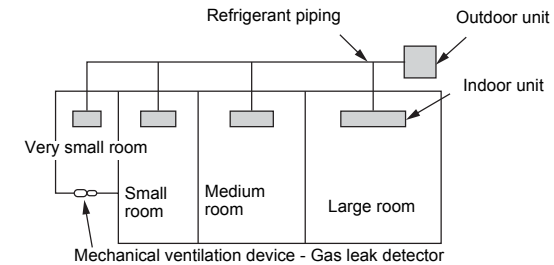 Refrigerant piping
Outdoor unit
Indoor unit
Very small room
Small
room
Medium
room
Large room
Mechanical ventilation device - Gas leak detector